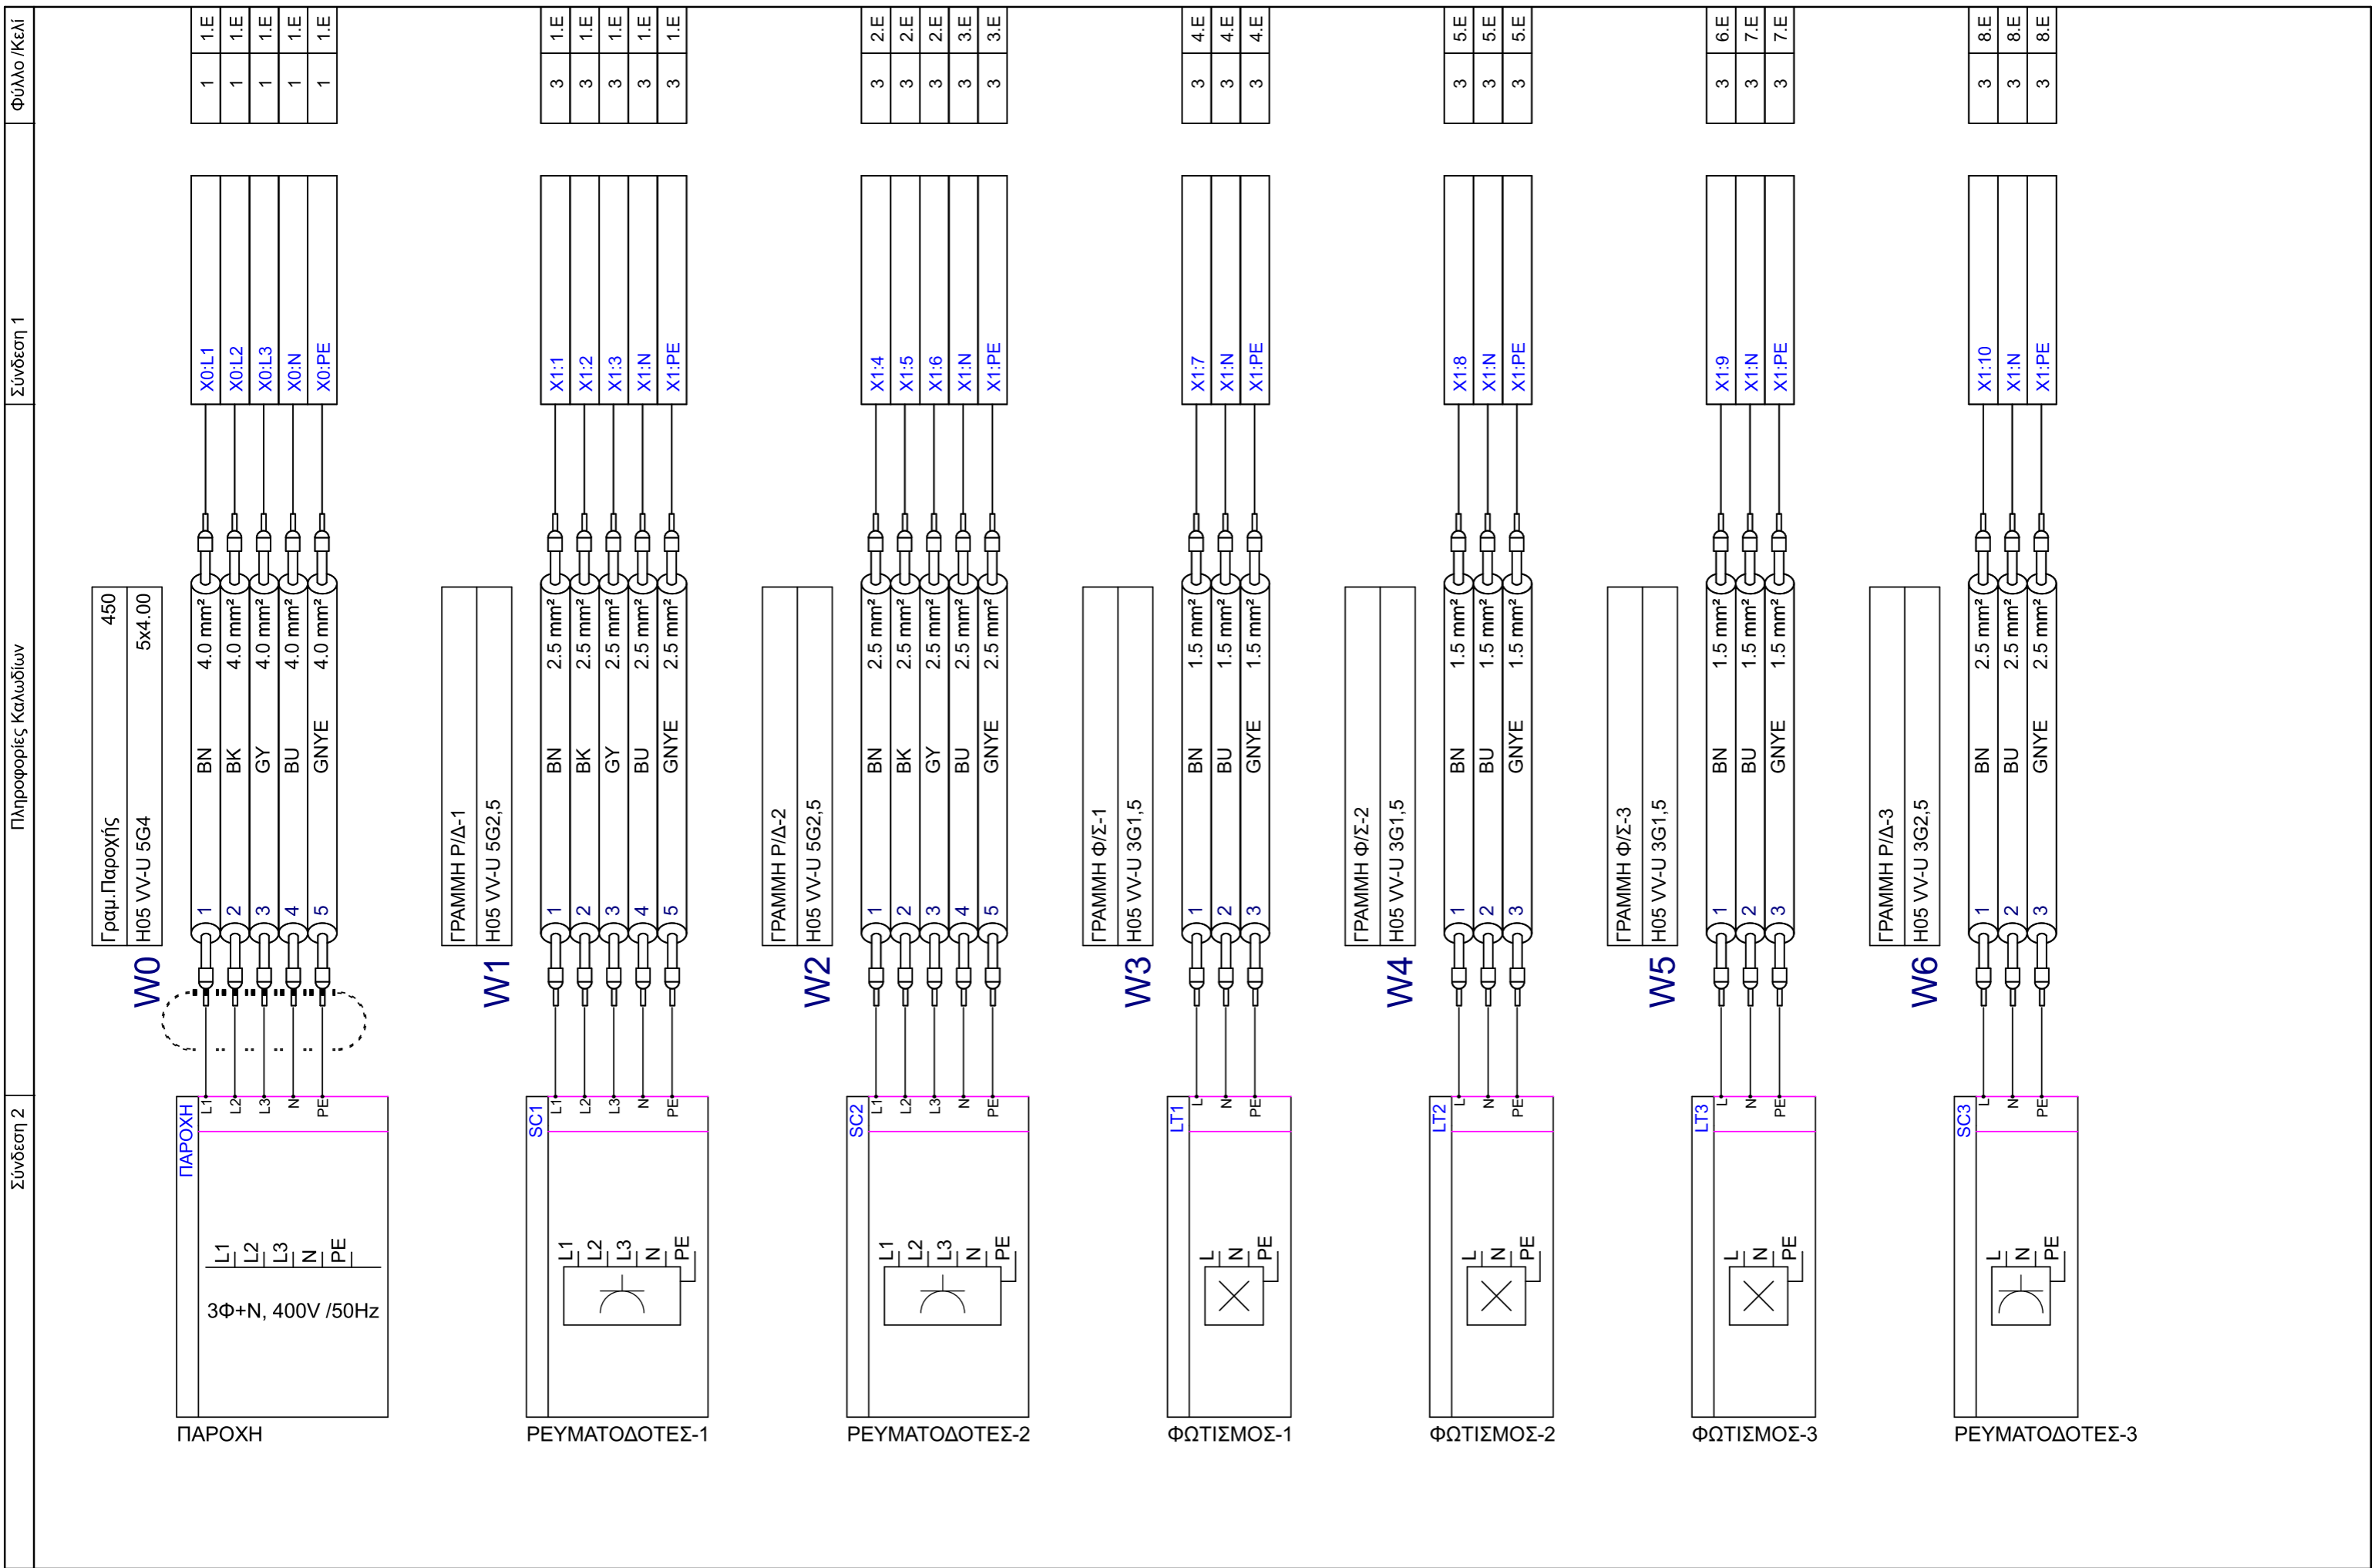 Φύλλο /Κελί
Σύνδεση 1
Πληροφορίες Καλωδίων
Σύνδεση 2
1 1.E
1 1.E
1 1.E
1 1.E
1 1.E
X0:L1
X0:L2
X0:L3
X0:N
X0:PE
W0
Γραμ.Παροχής 450
H05 VV-U 5G4 5x4.00
1 BN 4.0 mm²
2 BK 4.0 mm²
3 GY 4.0 mm²
4 BU 4.0 mm²
5 GNYE 4.0 mm²
ΠΑΡΟΧΗ
L1
L2
L3
N
PE
L1
L2
L3
N
PE
3Φ+N, 400V /50Hz
ΠΑΡΟΧΗ
3 1.E
3 1.E
3 1.E
3 1.E
3 1.E
X1:1
X1:2
X1:3
X1:N
X1:PE
W1
ΓΡΑΜΜΗ Ρ/Δ-1
H05 VV-U 5G2,5
1 BN 2.5 mm²
2 BK 2.5 mm²
3 GY 2.5 mm²
4 BU 2.5 mm²
5 GNYE 2.5 mm²
SC1
L1
L2
L3
N
PE
L1
L2
L3
N
PE
ΡΕΥΜΑΤΟΔΟΤΕΣ-1
3 2.E
3 2.E
3 2.E
3 3.E
3 3.E
X1:4
X1:5
X1:6
X1:N
X1:PE
W2
ΓΡΑΜΜΗ Ρ/Δ-2
H05 VV-U 5G2,5
1 BN 2.5 mm²
2 BK 2.5 mm²
3 GY 2.5 mm²
4 BU 2.5 mm²
5 GNYE 2.5 mm²
SC2
L1
L2
L3
N
PE
L1
L2
L3
N
PE
ΡΕΥΜΑΤΟΔΟΤΕΣ-2
3 4.E
3 4.E
3 4.E
X1:7
X1:N
X1:PE
W3
ΓΡΑΜΜΗ Φ/Σ-1
H05 VV-U 3G1,5
1 BN 1.5 mm²
2 BU 1.5 mm²
3 GNYE 1.5 mm²
LT1
L
N
PE
L
N
PE
ΦΩΤΙΣΜΟΣ-1
3 5.E
3 5.E
3 5.E
X1:8
X1:N
X1:PE
W4
ΓΡΑΜΜΗ Φ/Σ-2
H05 VV-U 3G1,5
1 BN 1.5 mm²
2 BU 1.5 mm²
3 GNYE 1.5 mm²
LT2
L
N
PE
L
N
PE
ΦΩΤΙΣΜΟΣ-2
3 6.E
3 7.E
3 7.E
X1:9
X1:N
X1:PE
W5
ΓΡΑΜΜΗ Φ/Σ-3
H05 VV-U 3G1,5
1 BN 1.5 mm²
2 BU 1.5 mm²
3 GNYE 1.5 mm²
LT3
L
N
PE
L
N
PE
ΦΩΤΙΣΜΟΣ-3
3 8.E
3 8.E
3 8.E
X1:10
X1:N
X1:PE
W6
ΓΡΑΜΜΗ Ρ/Δ-3
H05 VV-U 3G2,5
1 BN 2.5 mm²
2 BU 2.5 mm²
3 GNYE 2.5 mm²
SC3
L
N
PE
L
N
PE
ΡΕΥΜΑΤΟΔΟΤΕΣ-3